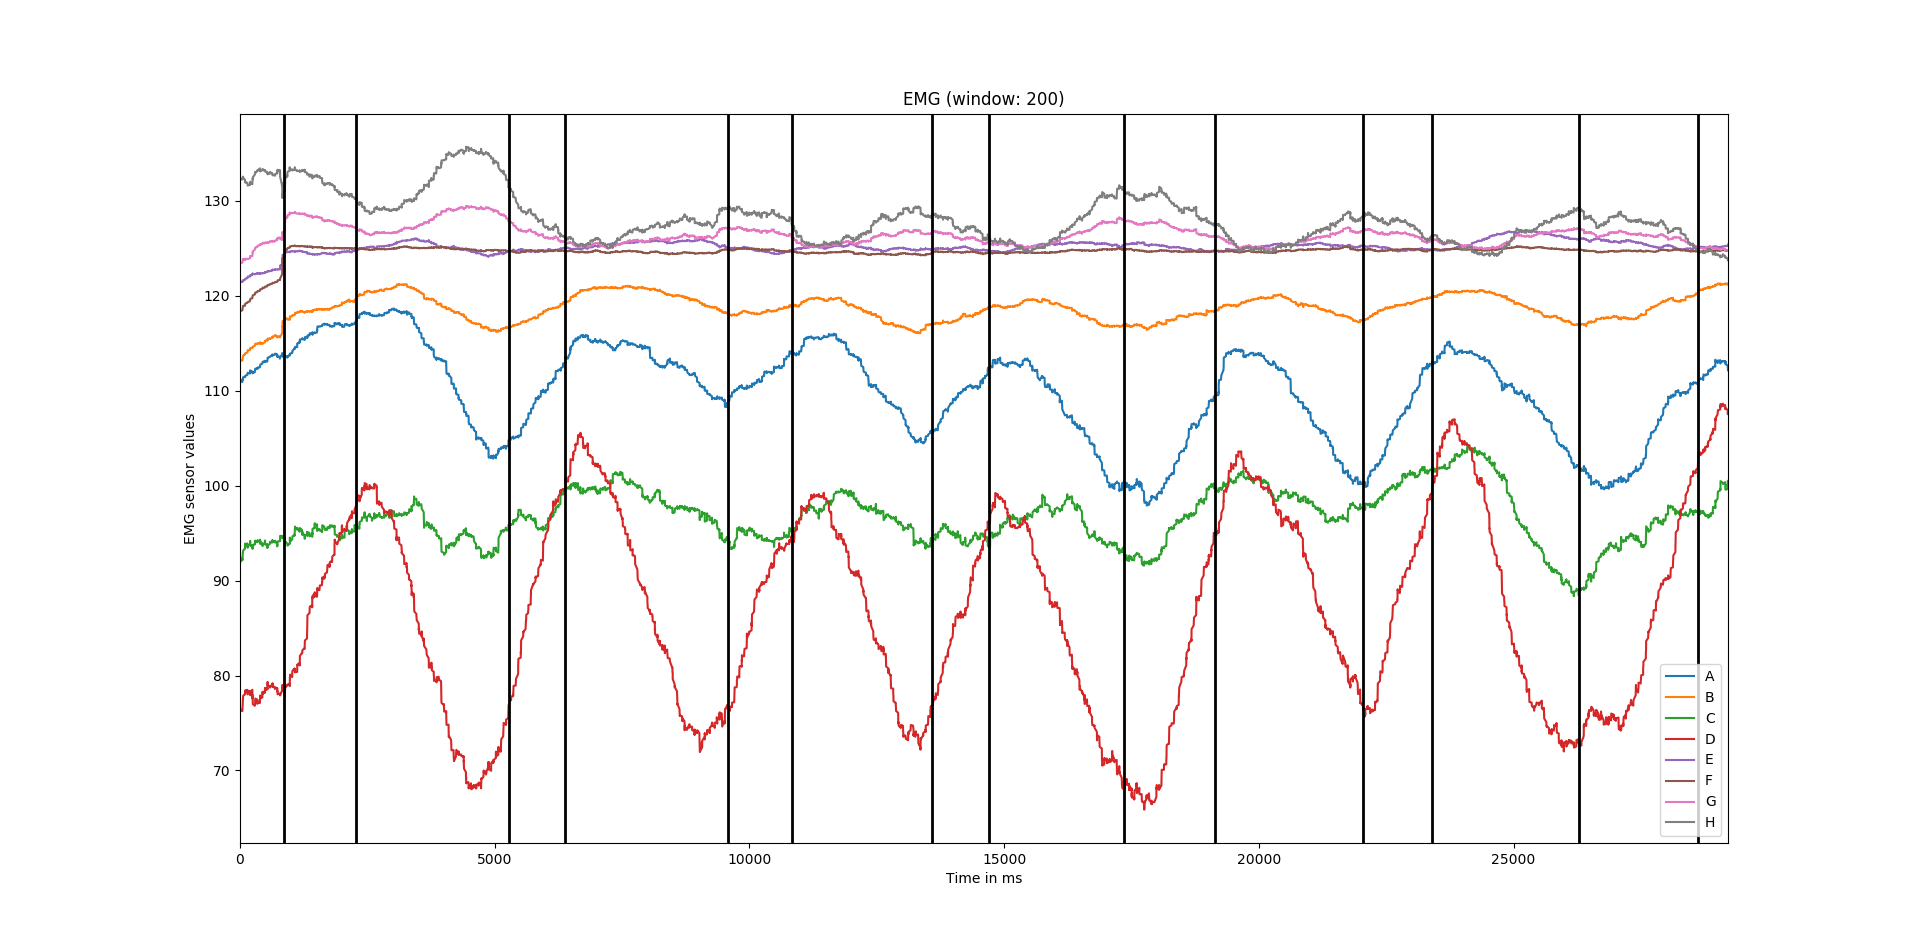 EMG (window: 200)
EMG sensor values
130
120
110
100
90
80
70
0
5000
10000
15000
20000
25000
Time in ms
A
B
C
D
E
F
G
H